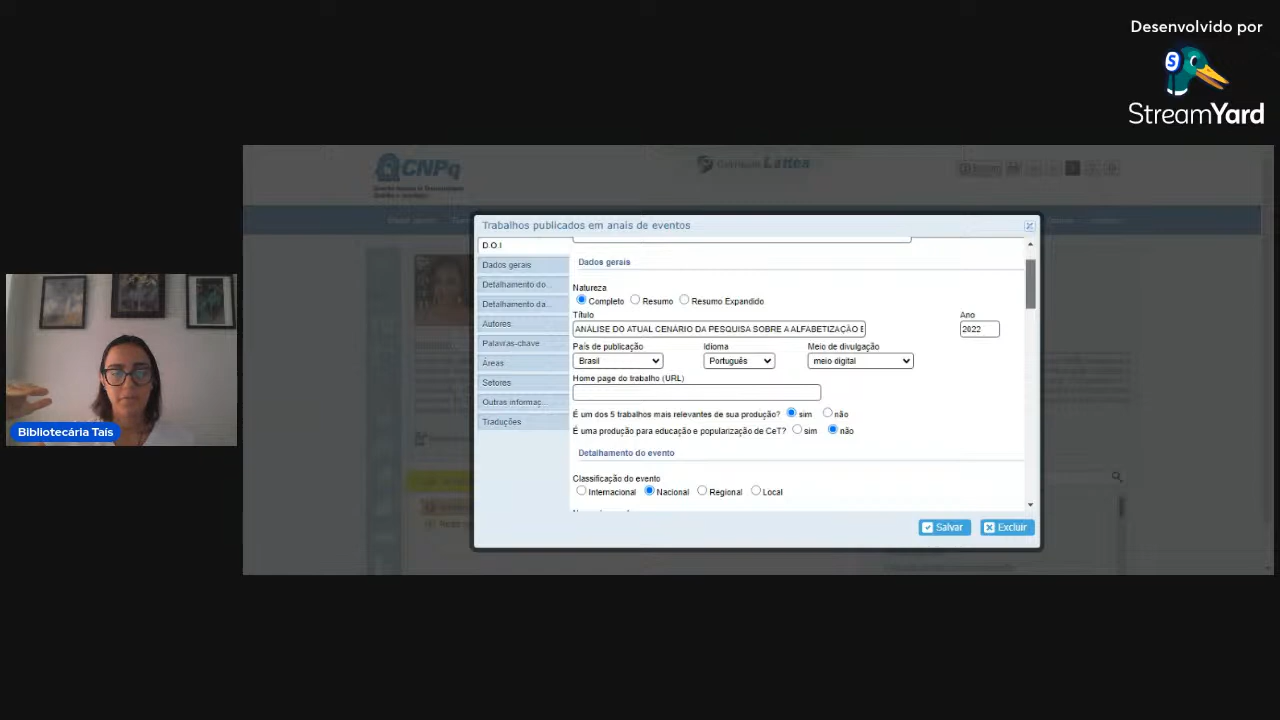 Desenvolvido por
StreamYard
CNPq
Lattes
Trabalhos publicados em anais de eventos
D.O.I
Dados gerais
Detalhamento do...
Detalhamento da...
Autores
Palavras-chave
Áreas
Setores
Outras informaç...
Traduções
Dados gerais
Natureza
Completo Resumo Resumo Expandido
Título Ano
ANÁLISE DO ATUAL CENÁRIO DA PESQUISA SOBRE A ALFABETIZAÇÃO E 2022
País de publicação Idioma Meio de divulgação
Brasil Português meio digital
Home page do trabalho (URL)
É um dos 5 trabalhos mais relevantes de sua produção? sim não
É uma produção para educação e popularização de CeT? sim não
Detalhamento do evento
Classificação do evento
Internacional Nacional Regional Local
Salvar Excluir
Bibliotecária Taís